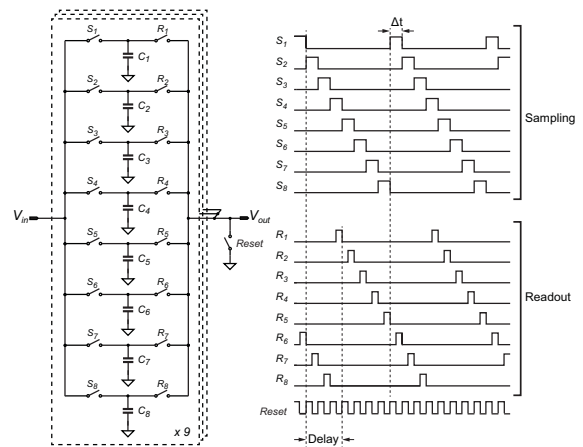 S1 R1
C1
S2 R2
C2
S3 R3
C3
S4 R4
C4
Vin Vout
Reset
S5 R5
C5
S6 R6
C6
S7 R7
C7
S8 R8
C8
x 9
Δt
S1
S2
S3
S4
S5
S6
S7
S8
Sampling
R1
R2
R3
R4
R5
R6
R7
R8
Readout
Reset
Delay